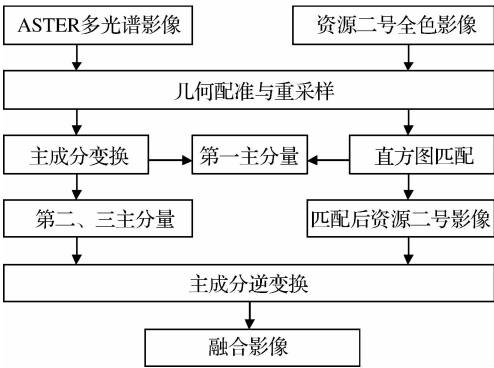 ASTER多光谱影像
资源二号全色影像
几何配准与重采样
主成分变换
第一主分量
直方图匹配
第二、三主分量
匹配后资源二号影像
主成分逆变换
融合影像